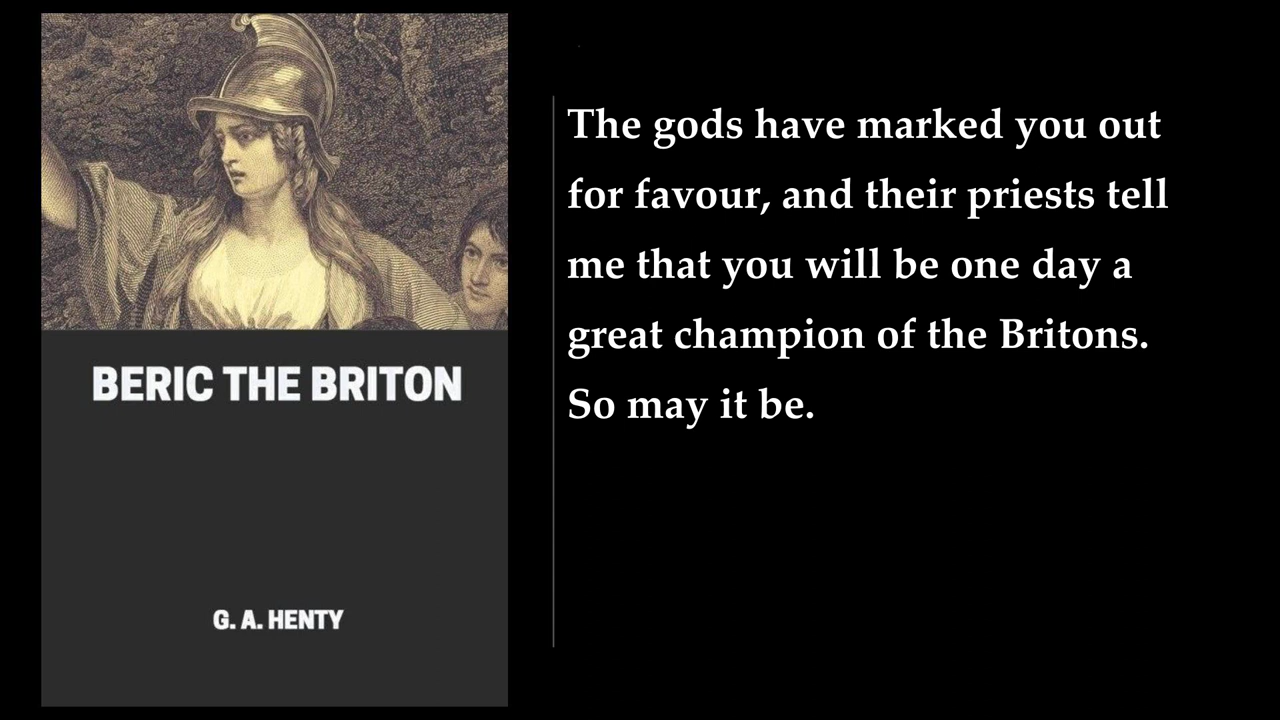 BERIC THE BRITON
G. A. HENTY
The gods have marked you out
for favour, and their priests tell
me that you will be one day a
great champion of the Britons.
So may it be.